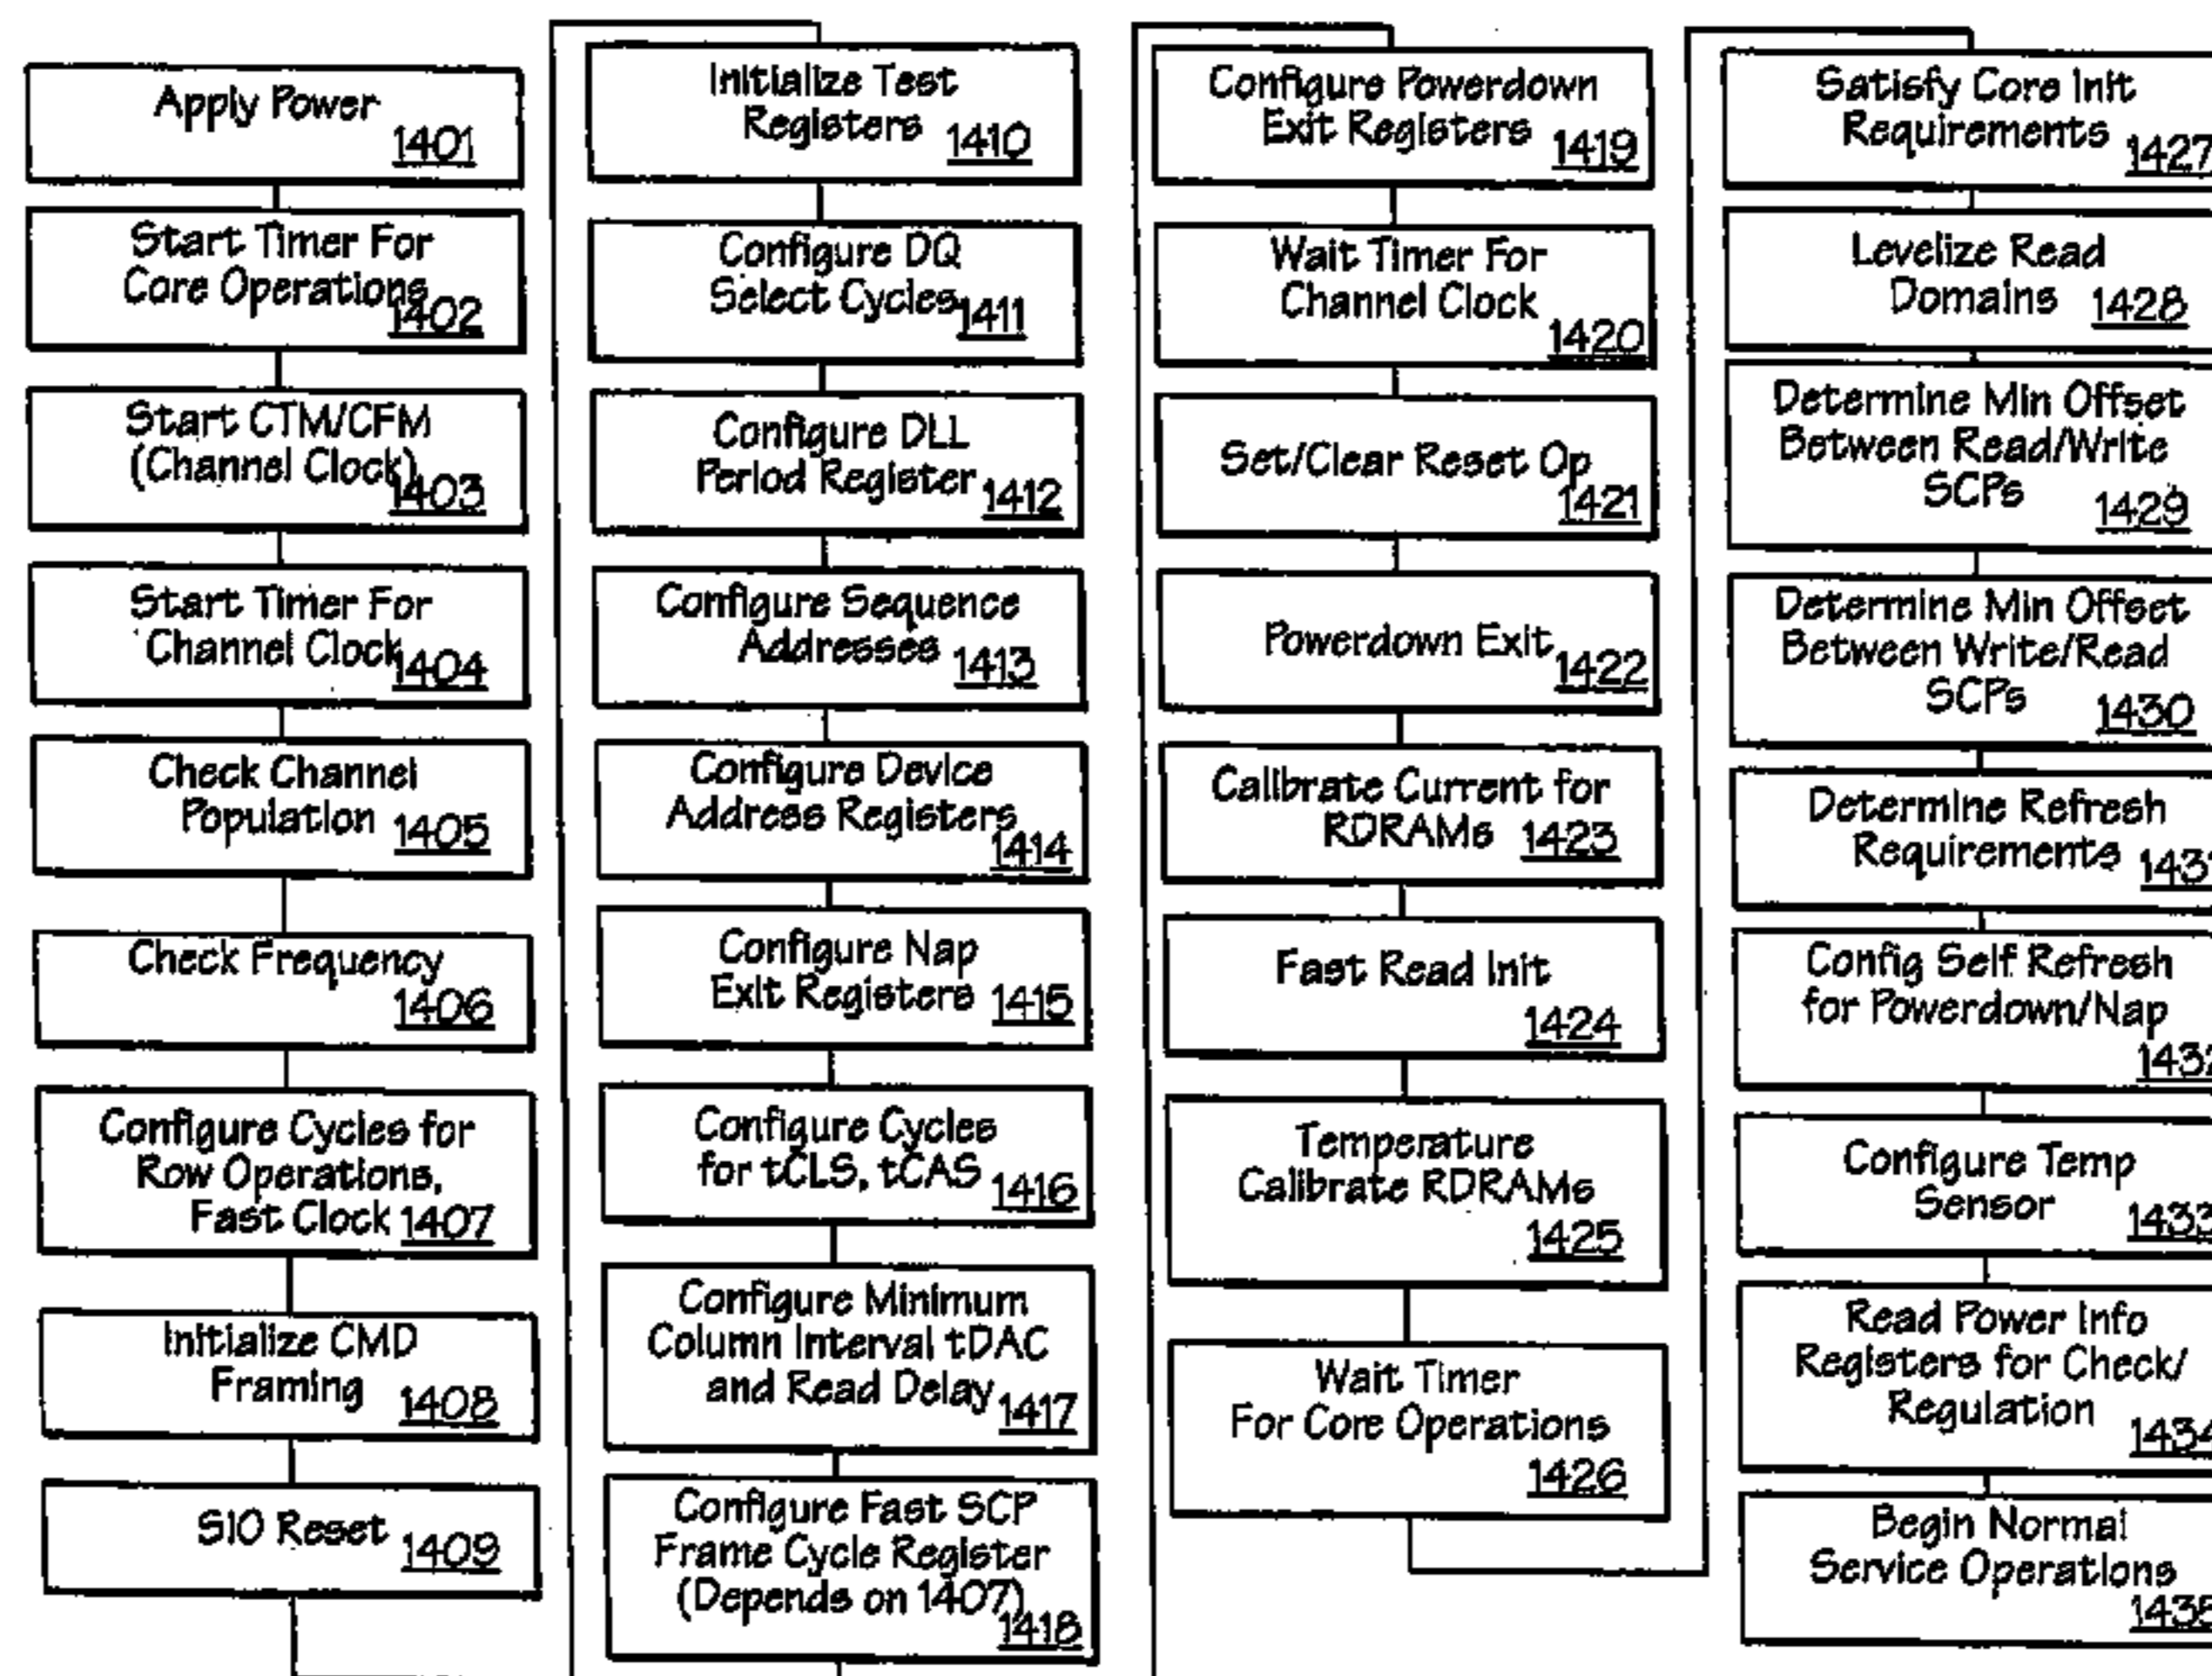 Apply Power
1401
Start Timer For
Core Operations
1402
Start CTM/CFM
(Channel Clock)
1403
Start Timer For
Channel Clock
1404
Check Channel
Population 1405
Check Frequency
1406
Configure Cycles for
Row Operations,
Fast Clock 1407
Initialize CMD
Framing 1408
SIO Reset 1409
Initialize Test
Registers 1410
Configure DQ
Select Cycles 1411
Configure DLL
Period Register 1412
Configure Sequence
Addresses 1413
Configure Device
Address Registers
1414
Configure Nap
Exit Registers 1415
Configure Cycles
for tCLS, tCAS 1416
Configure Minimum
Column Interval tDAC
and Read Delay 1417
Configure Fast SCP
Frame Cycle Register
(Depends on 1407)
1418
Configure Powerdown
Exit Registers 1419
Wait Timer For
Channel Clock
1420
Set/Clear Reset Op
1421
Powerdown Exit
1422
Calibrate Current for
RDRAMs 1423
Fast Read Init
1424
Temperature
Calibrate RDRAMs
1425
Wait Timer
For Core Operations
1426
Satisfy Core Init
Requirements 1427
Levelize Read
Domains 1428
Determine Min Offset
Between Read/Write
SCPs 1429
Determine Min Offset
Between Write/Read
SCPs 1430
Determine Refresh
Requirements 1431
Config Self Refresh
for Powerdown/Nap
1432
Configure Temp
Sensor 1433
Read Power Info
Registers for Check/
Regulation 1434
Begin Normal
Service Operations
1435